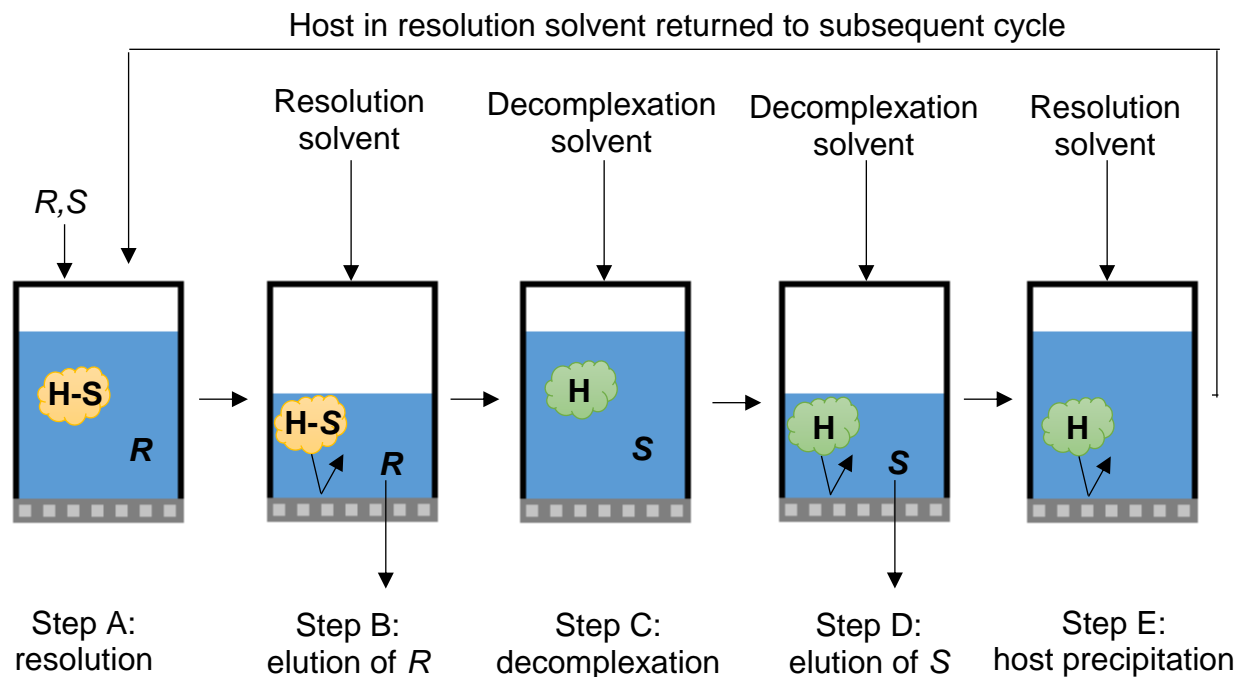 Host in resolution solvent returned to subsequent cycle
Resolution
solvent
Decomplexation
solvent
Decomplexation
solvent
Resolution
solvent
R,S
H-S
R
H-S
R
H
S
H
S
H
Step A:
resolution
Step B:
elution of R
Step C:
decomplexation
Step D:
elution of S
Step E:
host precipitation